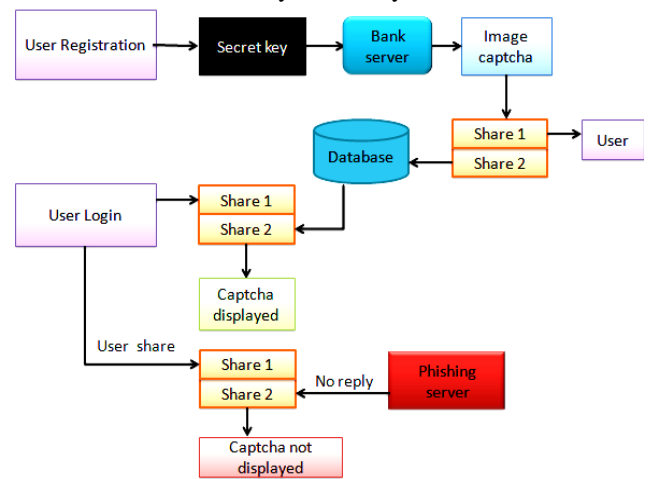 User Registration
Secret key
Bank
server
Image
captcha
Share 1
User
Share 2
Database
User Login
Share 1
Share 2
Captcha
displayed
User share
Share 1
Share 2
No reply
Phishing
server
Captcha not
displayed